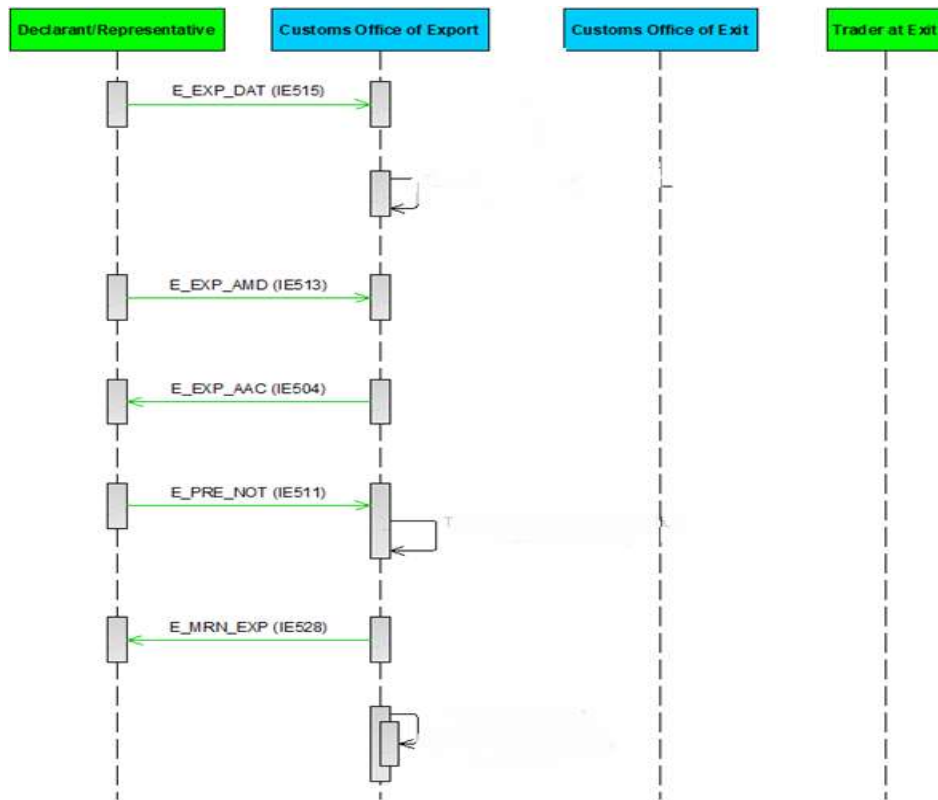 Declarant/Representative
Customs Office of Export
Customs Office of Exit
Trader at Exit
E_EXP_DAT (IE515)
E_EXP_AMD (IE513)
E_EXP_AAC (IE504)
E_PRE_NOT (IE511)
E_MRN_EXP (IE528)